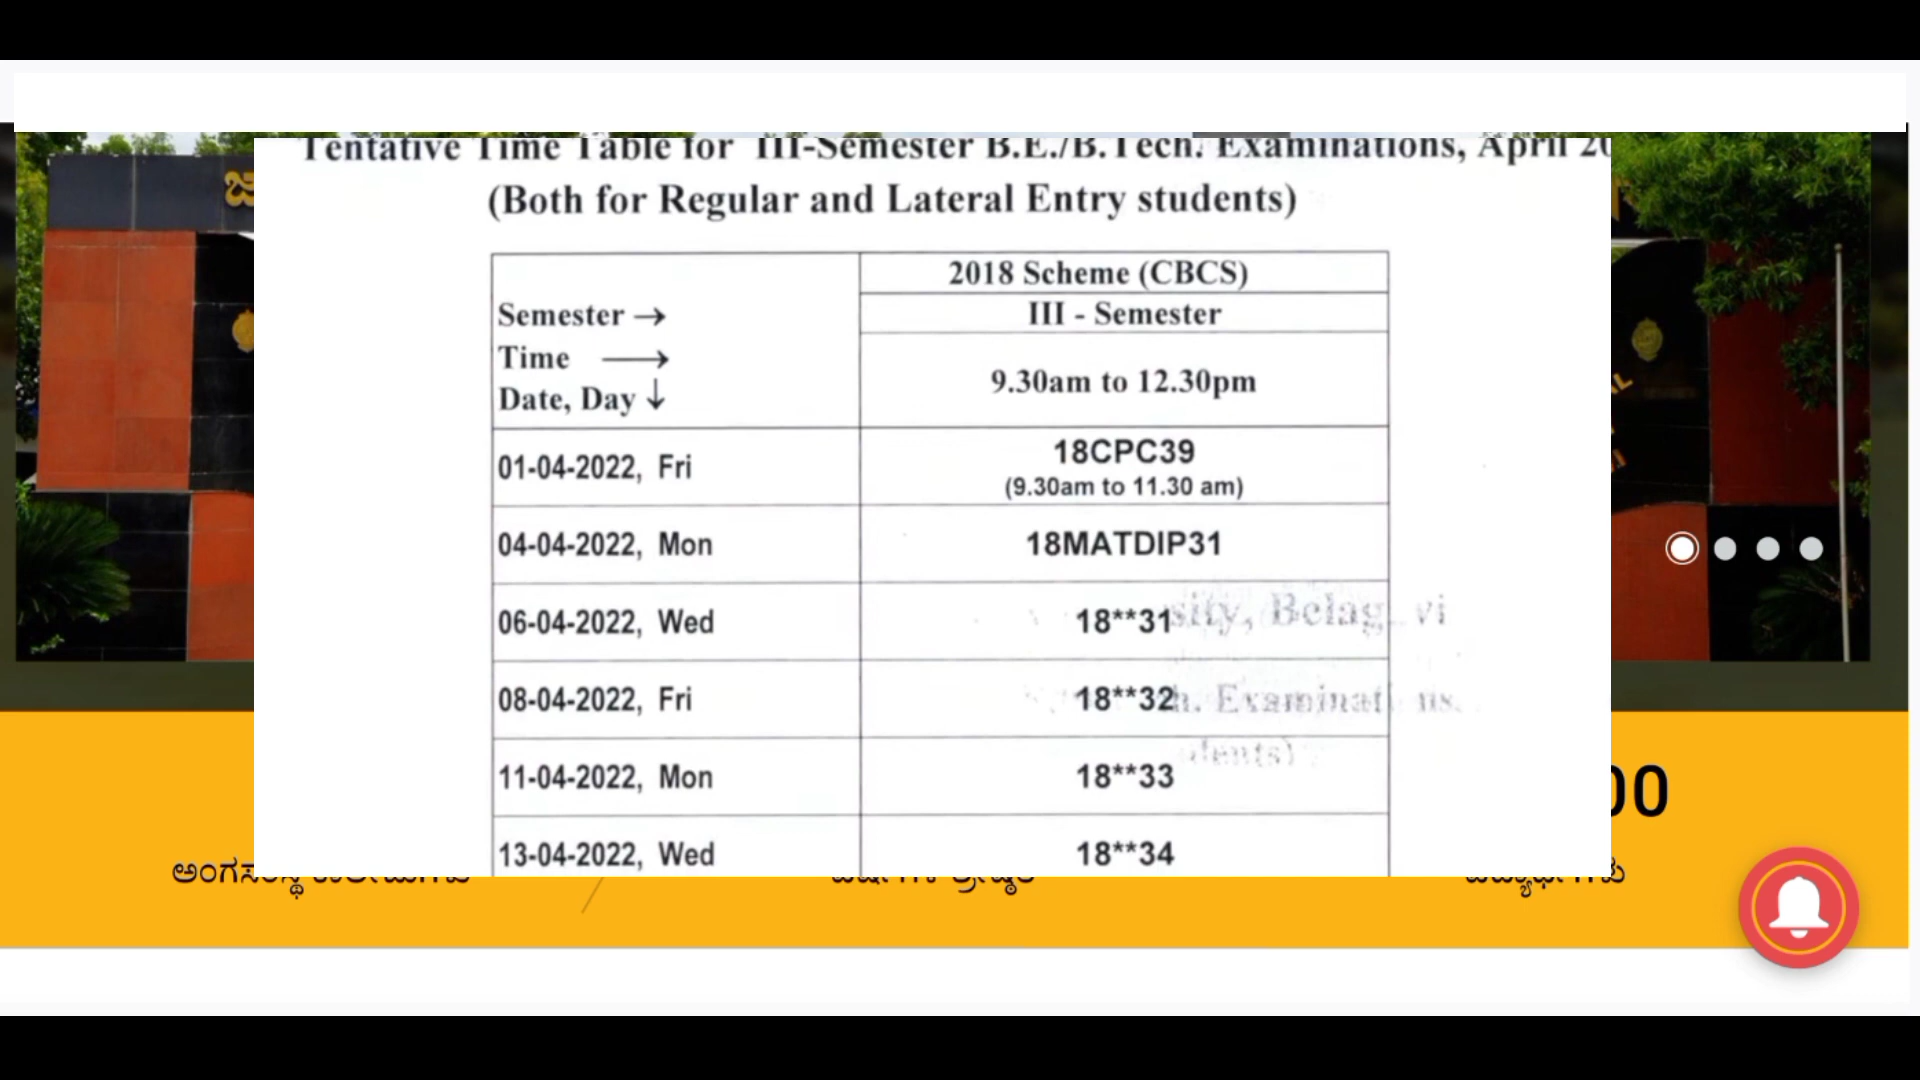 Tentative Time Table for III-Semester B.E./B.Tech. Examinations, April 20
(Both for Regular and Lateral Entry students)
2018 Scheme (CBCS)
Semester →
III - Semester
Time →
9.30am to 12.30pm
Date, Day ↓
01-04-2022, Fri
18CPC39
(9.30am to 11.30 am)
04-04-2022, Mon
18MATDIP31
06-04-2022, Wed
18**31
08-04-2022, Fri
18**32
11-04-2022, Mon
18**33
13-04-2022, Wed
18**34
00